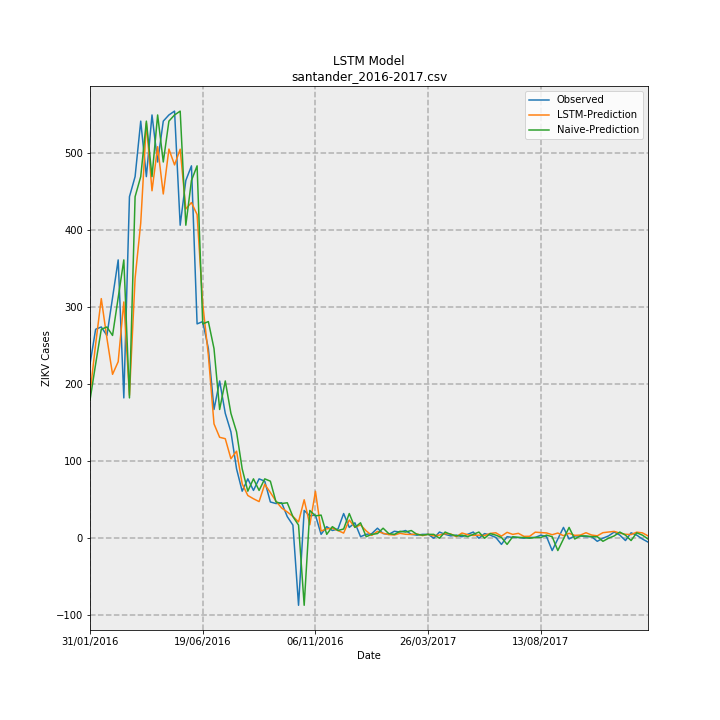 LSTM Model
santander_2016-2017.csv
Observed
LSTM-Prediction
Naive-Prediction
500
400
300
200
100
0
−100
ZIKV Cases
31/01/2016
19/06/2016
06/11/2016
26/03/2017
13/08/2017
Date